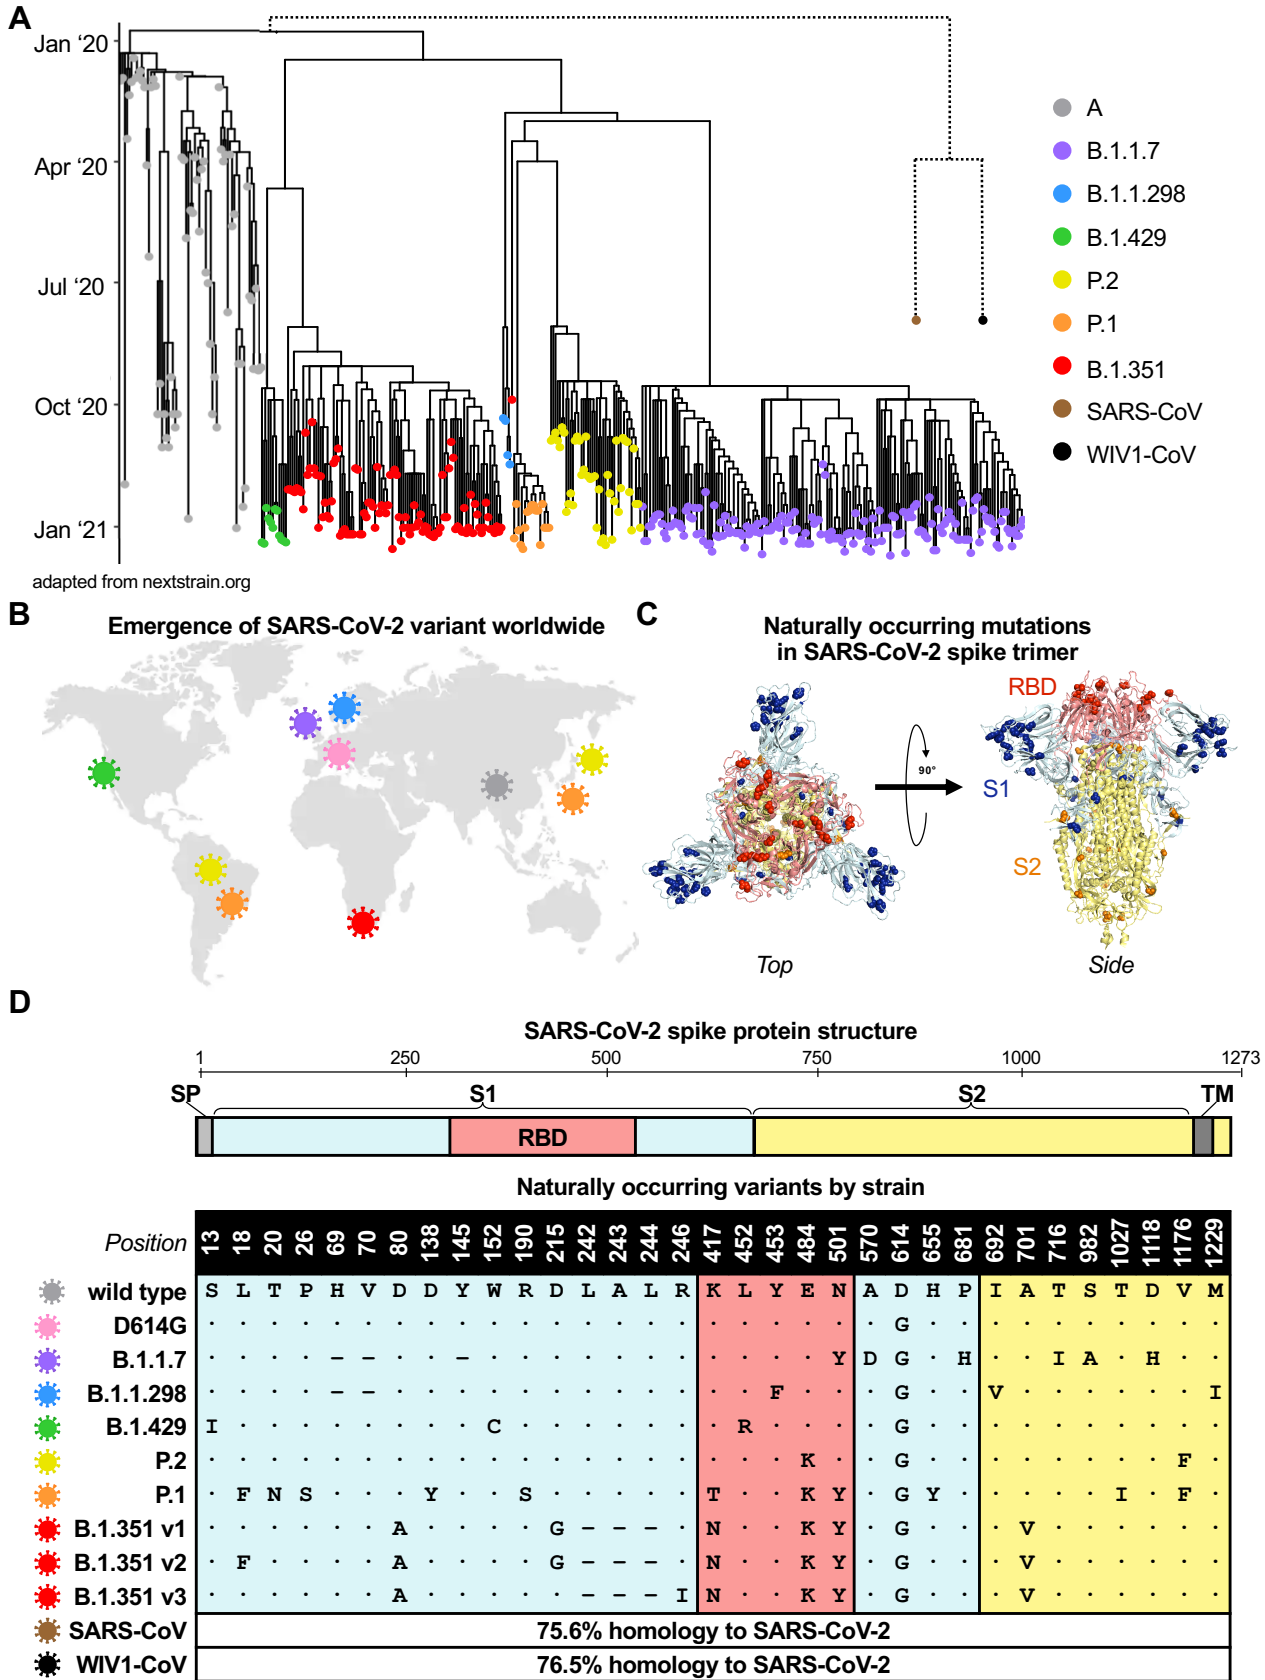 A
Jan ‘20
Apr ‘20
Jul ‘20
Oct ‘20
Jan ‘21
adapted from nextstrain.org
A
B.1.1.7
B.1.1.298
B.1.429
P.2
P.1
B.1.351
SARS-CoV
WIV1-CoV
B
Emergence of SARS-CoV-2 variant worldwide
C
Naturally occurring mutations
in SARS-CoV-2 spike trimer
RBD
S1
S2
90°
Top
Side
D
SARS-CoV-2 spike protein structure
1 250 500 750 1000 1273
SP S1 S2 TM
RBD
Naturally occurring variants by strain
Position 13 18 20 26 69 70 80 138 145 152 190 215 242 243 244 246 417 452 453 484 501 570 614 655 681 692 701 716 982 1027 1118 1176 1229
wild type S L T P H V D D Y W R D L A L R K L Y E N A D H P I A T S T D V M
D614G · · · · · · · · · · · · · · · · · · · · · · G · · · · · · · · · ·
B.1.1.7 · · · · – – · · – · · · · · · · · · · · Y D G · H · · I A · H · ·
B.1.1.298 · · · · – – · · · · · · · · · · · · F · · · G · · V · · · · · · I
B.1.429 I · · · · · · · · C · · · · · · · R · · · · G · · · · · · · · · ·
P.2 · · · · · · · · · · · · · · · · · · · K · · G · · · · · · · · F ·
P.1 · F N S · · · Y · · S · · · · · T · · K Y · G Y · · · · · I · F ·
B.1.351 v1 · · · · · · A · · · · G – – – · N · · K Y · G · · · V · · · · · ·
B.1.351 v2 · F · · · · A · · · · G – – – · N · · K Y · G · · · V · · · · · ·
B.1.351 v3 · · · · · · A · · · · · – – – I N · · K Y · G · · · V · · · · · ·
SARS-CoV 75.6% homology to SARS-CoV-2
WIV1-CoV 76.5% homology to SARS-CoV-2